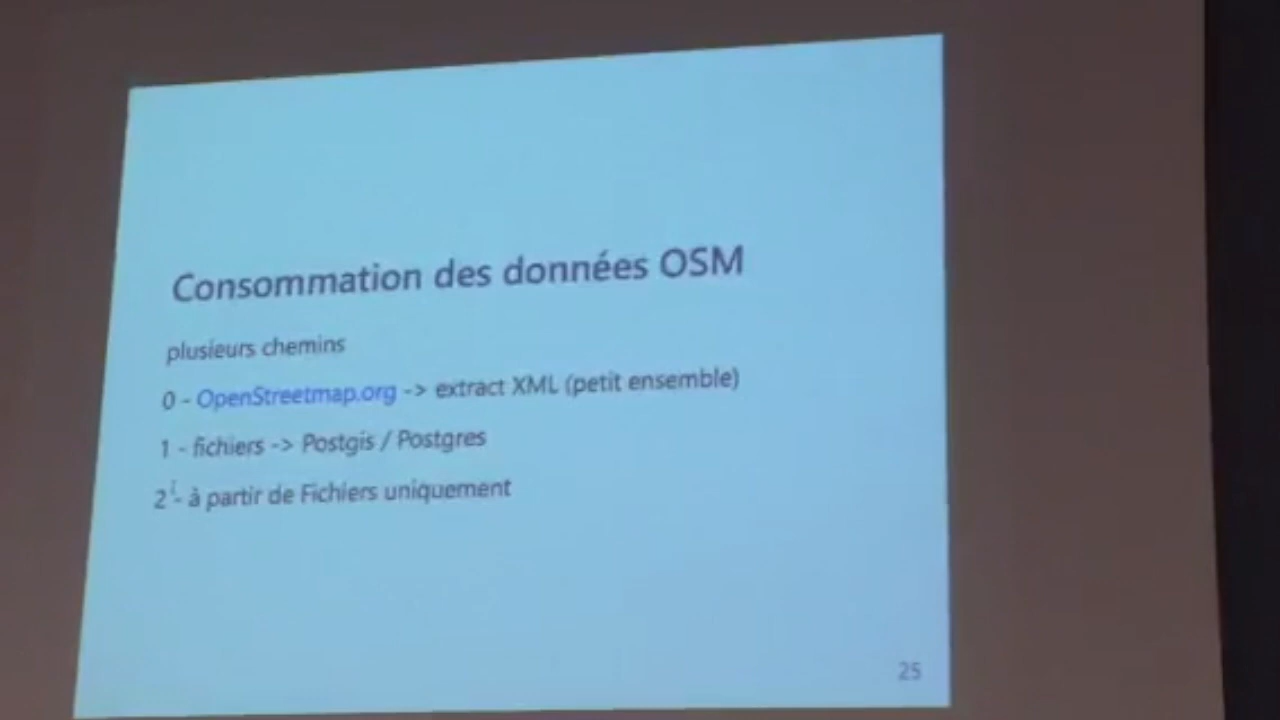 Consommation des données OSM
plusieurs chemins
0 - OpenStreetmap.org -> extract XML (petit ensemble)
1 - fichiers -> Postgis / Postgres
2 - à partir de Fichiers uniquement
25